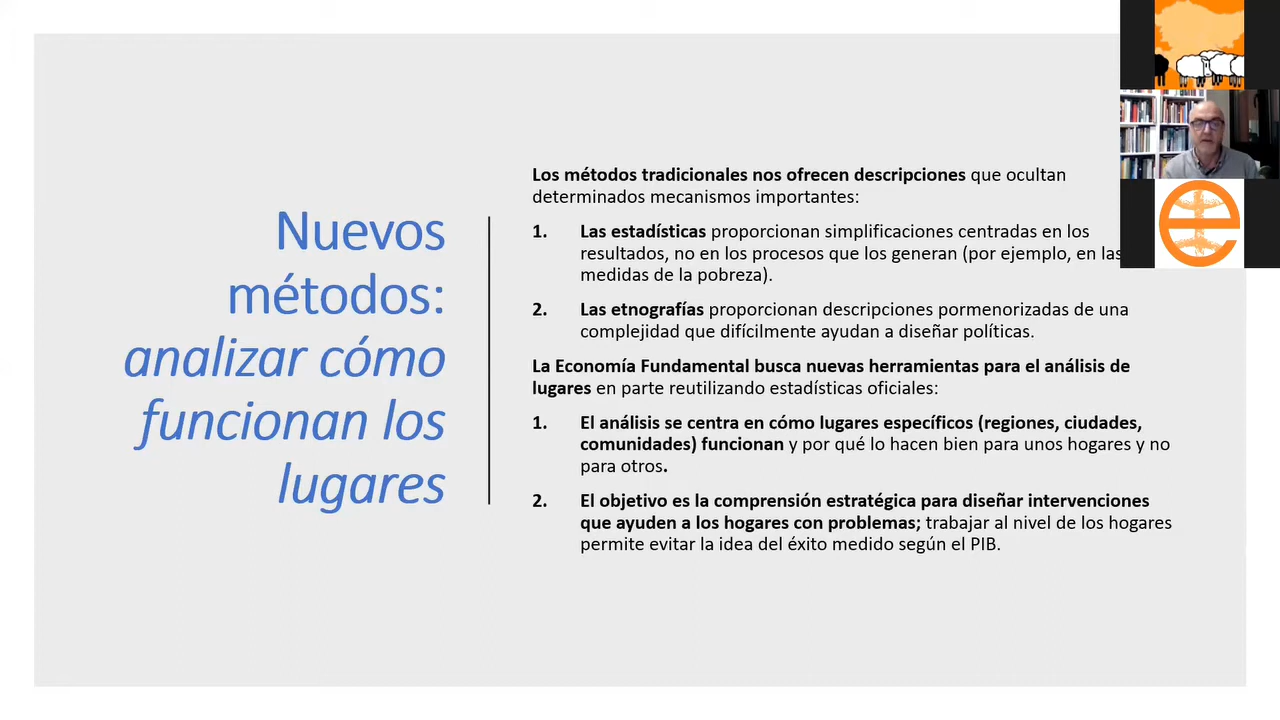 Nuevos
métodos:
analizar cómo
funcionan los
lugares
Los métodos tradicionales nos ofrecen descripciones que ocultan
determinados mecanismos importantes:
1. Las estadísticas proporcionan simplificaciones centradas en los
resultados, no en los procesos que los generan (por ejemplo, en las
medidas de la pobreza).
2. Las etnografías proporcionan descripciones pormenorizadas de una
complejidad que difícilmente ayudan a diseñar políticas.
La Economía Fundamental busca nuevas herramientas para el análisis de
lugares en parte reutilizando estadísticas oficiales:
1. El análisis se centra en cómo lugares específicos (regiones, ciudades,
comunidades) funcionan y por qué lo hacen bien para unos hogares y no
para otros.
2. El objetivo es la comprensión estratégica para diseñar intervenciones
que ayuden a los hogares con problemas; trabajar al nivel de los hogares
permite evitar la idea del éxito medido según el PIB.